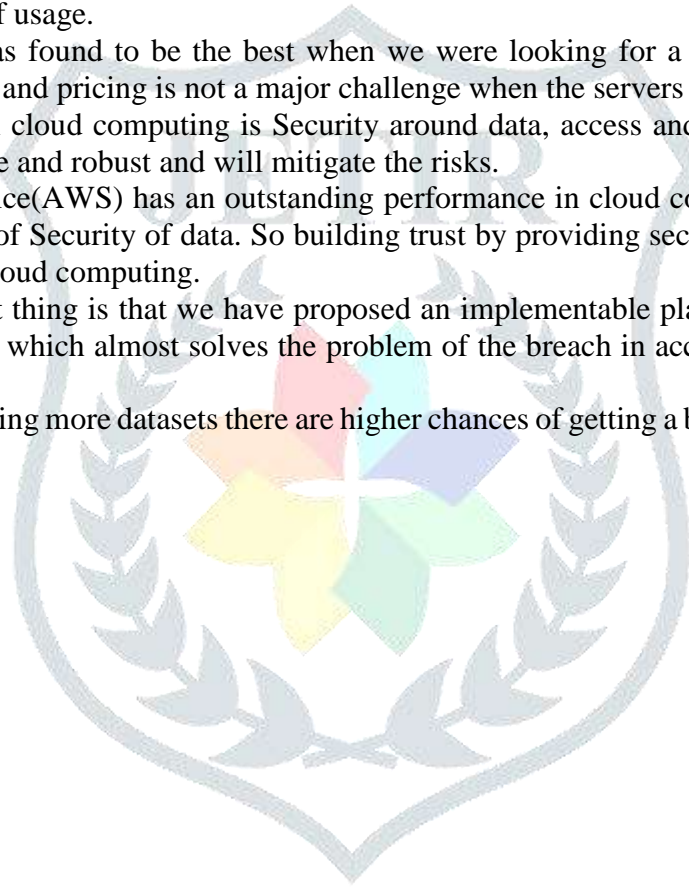 f usage.
as found to be the best when we were looking for a
and pricing is not a major challenge when the servers
cloud computing is Security around data, access and
e and robust and will mitigate the risks.
nce(AWS) has an outstanding performance in cloud co
of Security of data. So building trust by providing sec
loud computing.
t thing is that we have proposed an implementable pla
which almost solves the problem of the breach in acc
ing more datasets there are higher chances of getting a b
JETIR